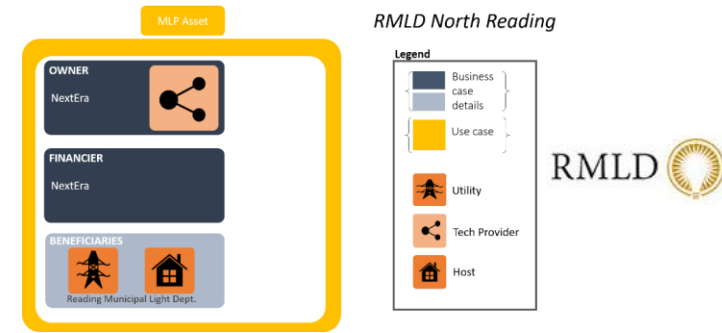 MLP Asset
RMLD North Reading
OWNER
NextEra
FINANCIER
NextEra
BENEFICIARIES
Reading Municipal Light Dept.
Legend
Business
case
details
Use case
Utility
Tech Provider
Host
RMLD